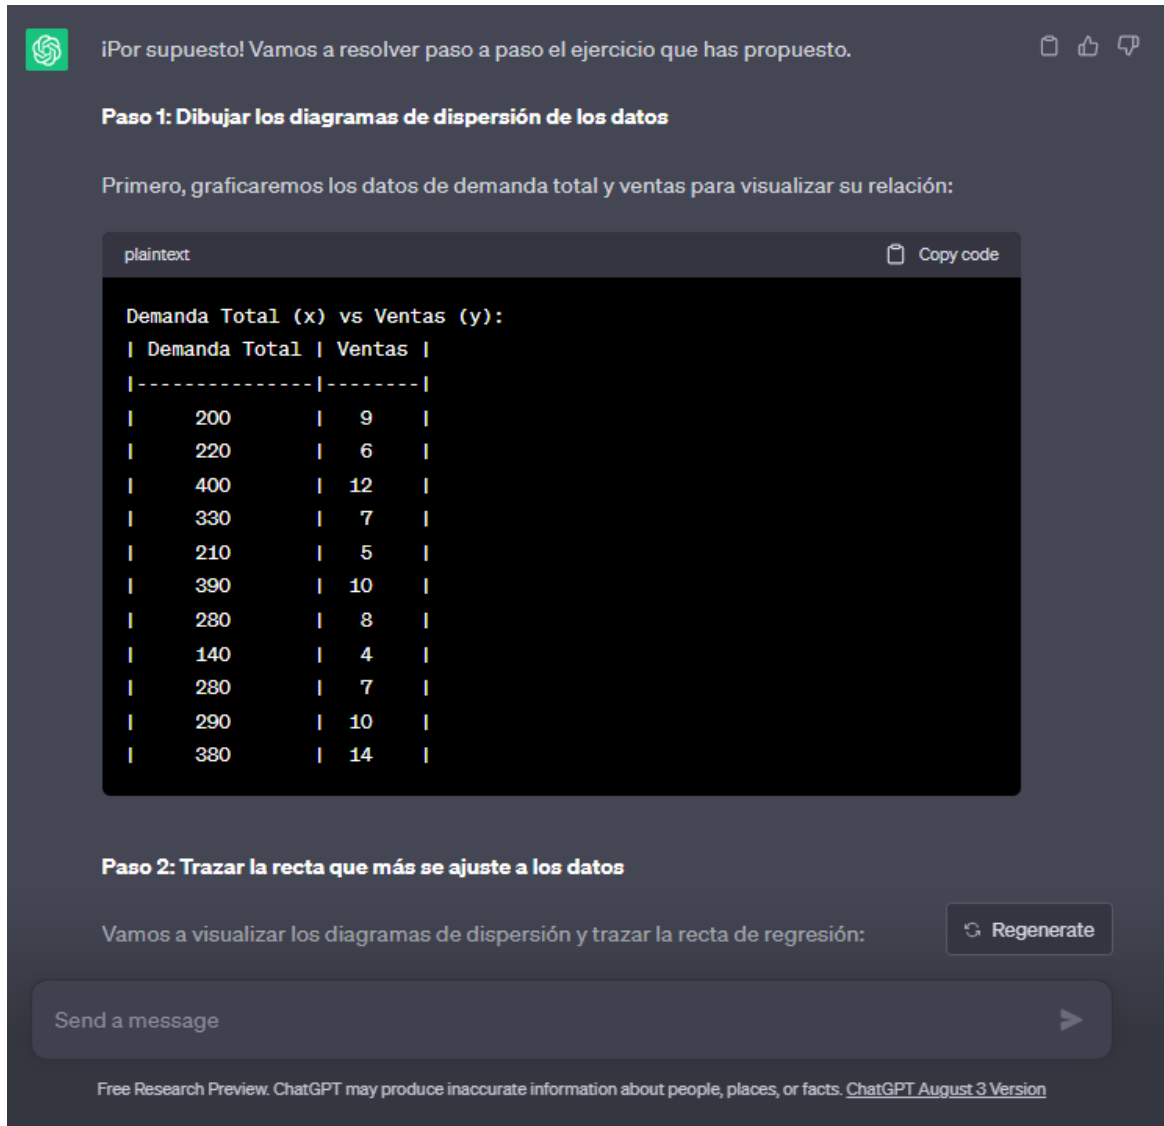 ¡Por supuesto! Vamos a resolver paso a paso el ejercicio que has propuesto.
Paso 1: Dibujar los diagramas de dispersión de los datos
Primero, graficaremos los datos de demanda total y ventas para visualizar su relación:
plaintext
Copy code
Demanda Total (x) vs Ventas (y):
| Demanda Total | Ventas |
|---------------|--------|
| 200 | 9 |
| 220 | 6 |
| 400 | 12 |
| 330 | 7 |
| 210 | 5 |
| 390 | 10 |
| 280 | 8 |
| 140 | 4 |
| 280 | 7 |
| 290 | 10 |
| 380 | 14 |
Paso 2: Trazar la recta que más se ajuste a los datos
Vamos a visualizar los diagramas de dispersión y trazar la recta de regresión:
Regenerate
Send a message
Free Research Preview. ChatGPT may produce inaccurate information about people, places, or facts. ChatGPT August 3 Version